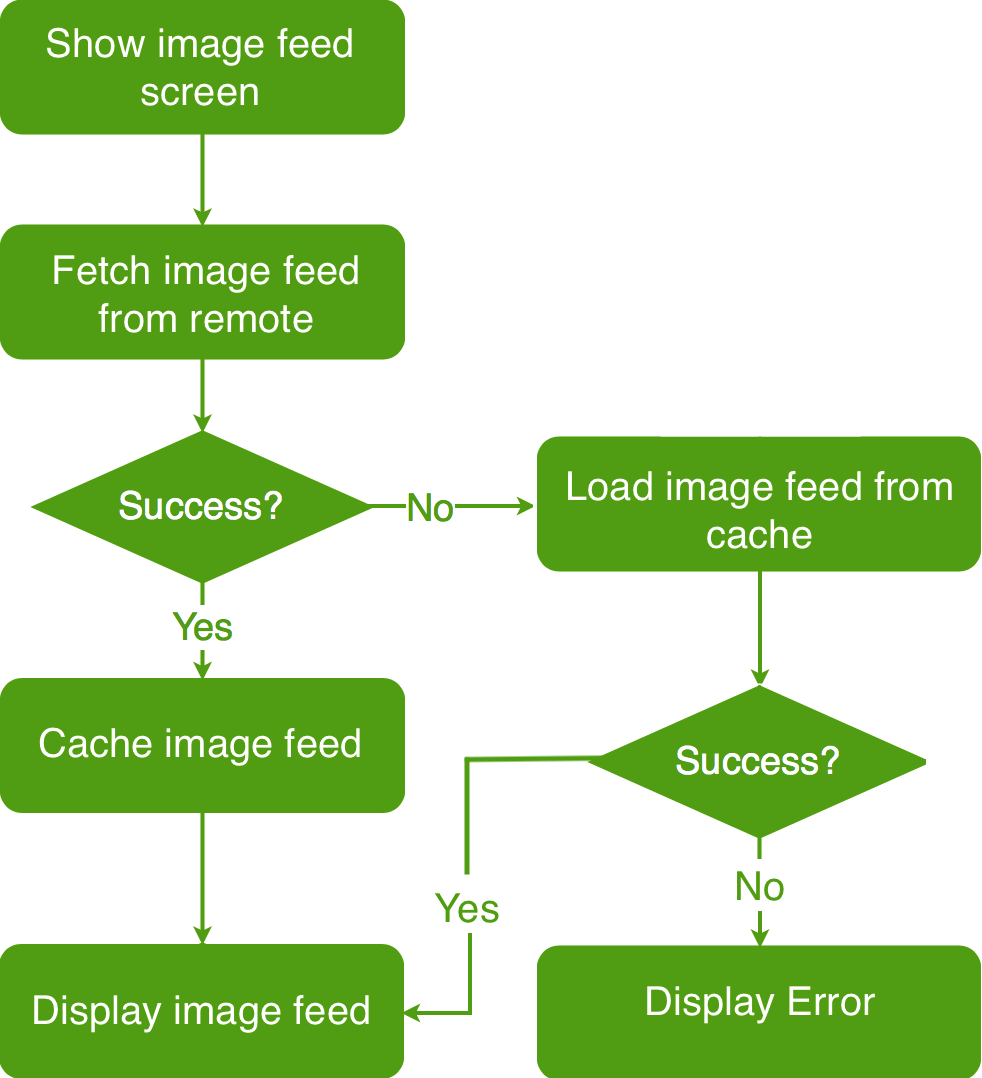 Show image feed
screen
Fetch image feed
from remote
Success?
No
Load image feed from
cache
Yes
Cache image feed
Success?
Yes
No
Display image feed
Display Error